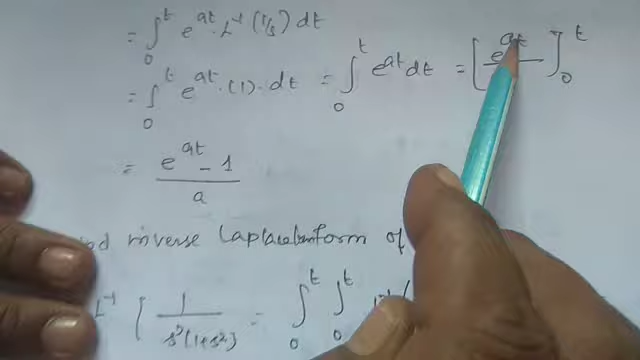 = ∫₀ᵗ e^{at} · L⁻¹ (1/s) dt
= ∫₀ᵗ e^{at} · (1) · dt = ∫₀ᵗ e^{at} dt = [e^{at}/ ]₀ᵗ
= (e^{at} - 1)/a
inverse Laplace of
L⁻¹ [ 1/(s²(1+s²) = ∫₀ᵗ ∫₀ᵗ